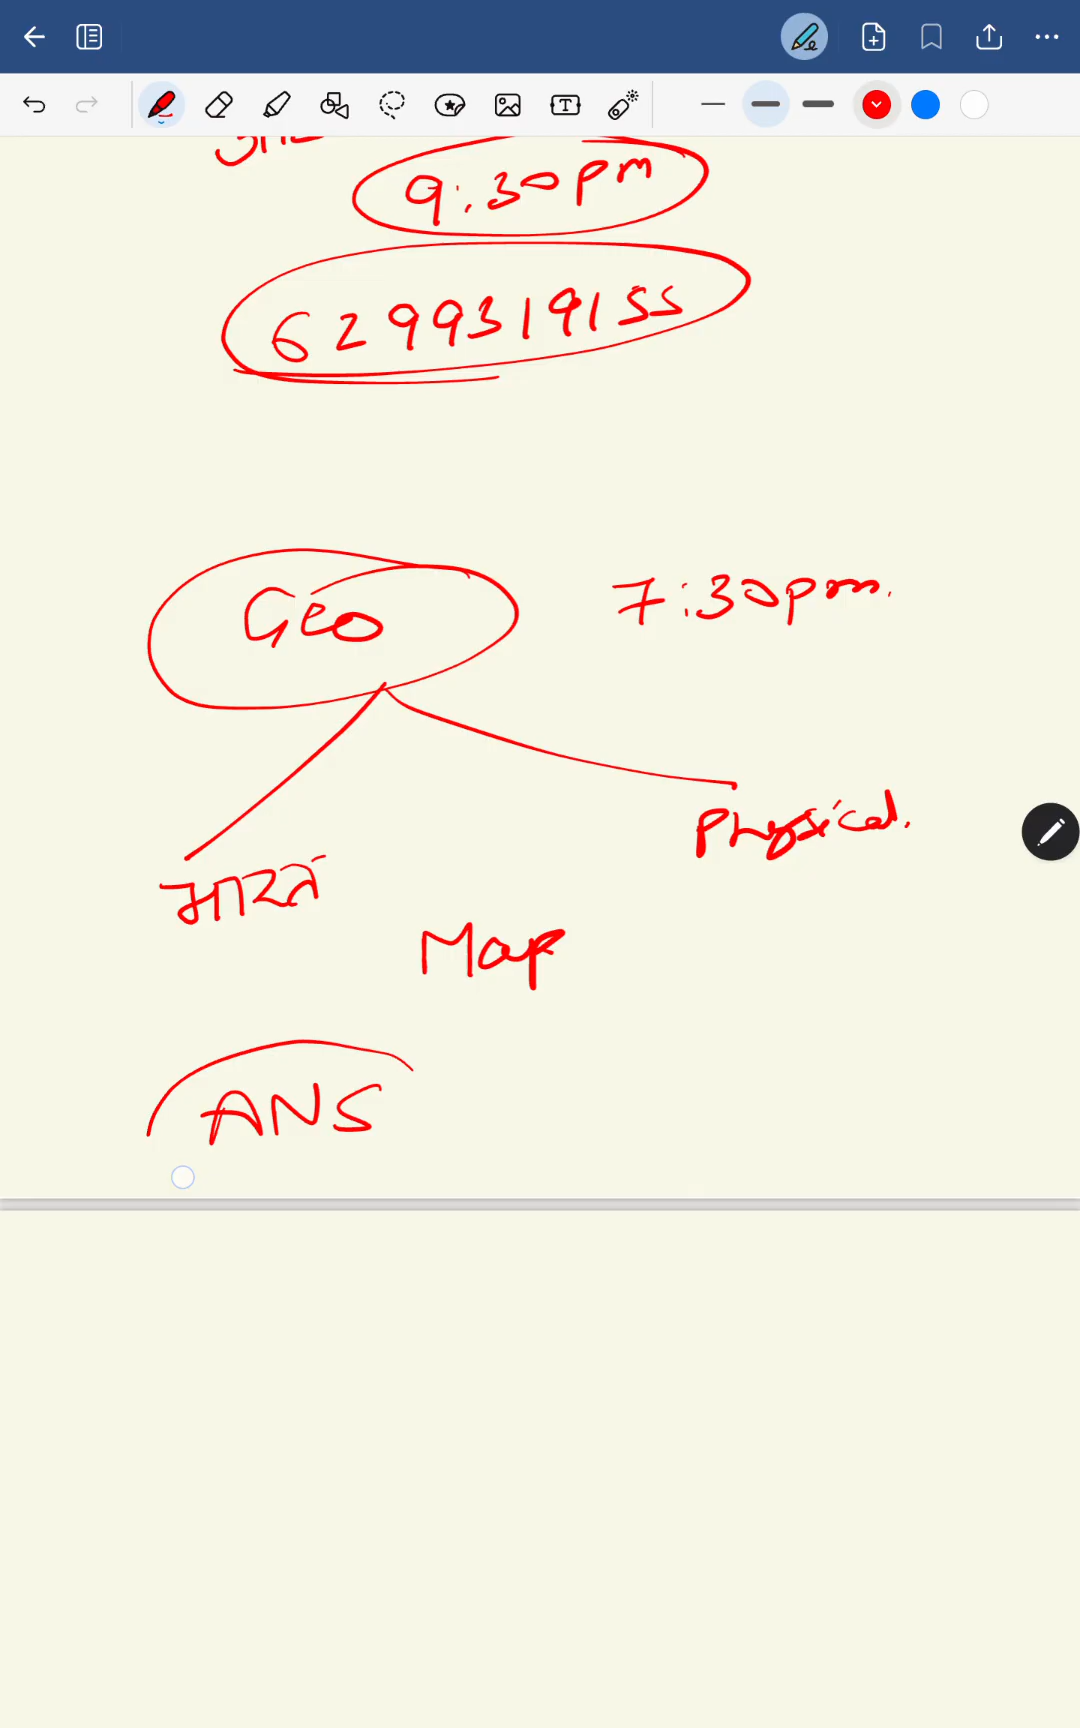 9:30pm
6299319155
Geo 7:30pm.
Physical.
भारत
Map
ANS